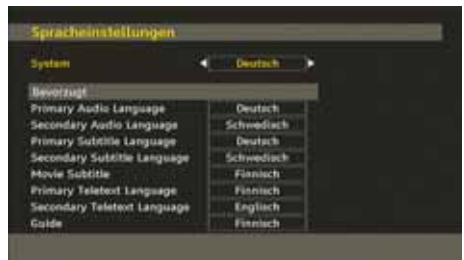 Spracheinstellungen
System Deutsch
Bevorzugt
Primary Audio Language Deutsch
Secondary Audio Language Schwedisch
Primary Subtitle Language Deutsch
Secondary Subtitle Language Schwedisch
Movie Subtitle Finnisch
Primary Teletext Language Finnisch
Secondary Teletext Language Englisch
Guide Finnisch